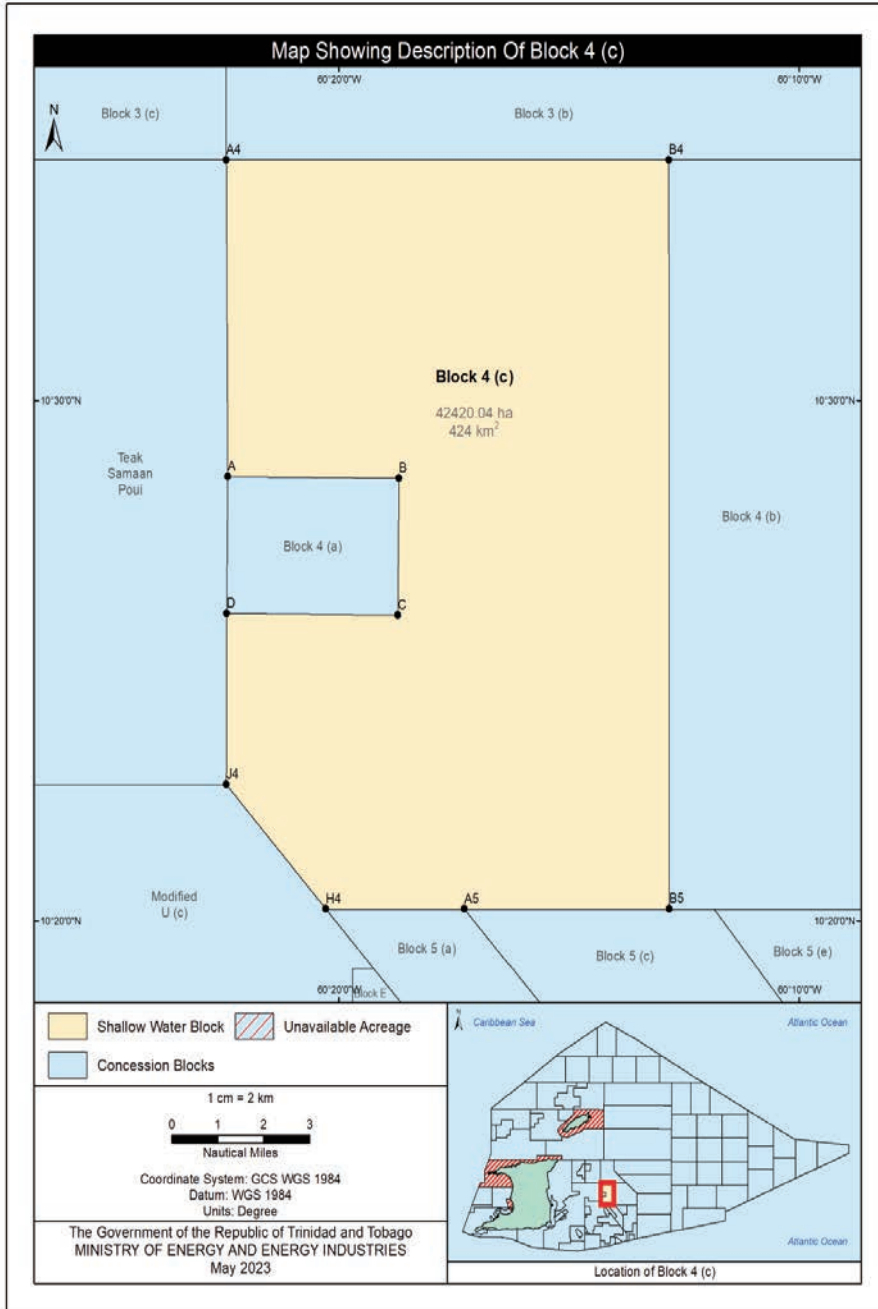 Map Showing Description Of Block 4 (c)
60°20'0"W
60°10'0"W
Block 3 (c)
Block 3 (b)
N
A4
B4
Block 4 (c)
42420.04 ha
424 km²
10°30'0"N
10°30'0"N
Teak
Samaan
Poui
A
B
Block 4 (a)
Block 4 (b)
D
C
J4
Modified
U (c)
H4
A5
B5
10°20'0"N
10°20'0"N
Block 5 (a)
Block 5 (c)
Block 5 (e)
Block E
60°20'0"W
60°10'0"W
Shallow Water Block
Unavailable Acreage
Concession Blocks
1 cm = 2 km
0 1 2 3
Nautical Miles
Coordinate System: GCS WGS 1984
Datum: WGS 1984
Units: Degree
The Government of the Republic of Trinidad and Tobago
MINISTRY OF ENERGY AND ENERGY INDUSTRIES
May 2023
N
Caribbean Sea
Atlantic Ocean
Atlantic Ocean
Location of Block 4 (c)